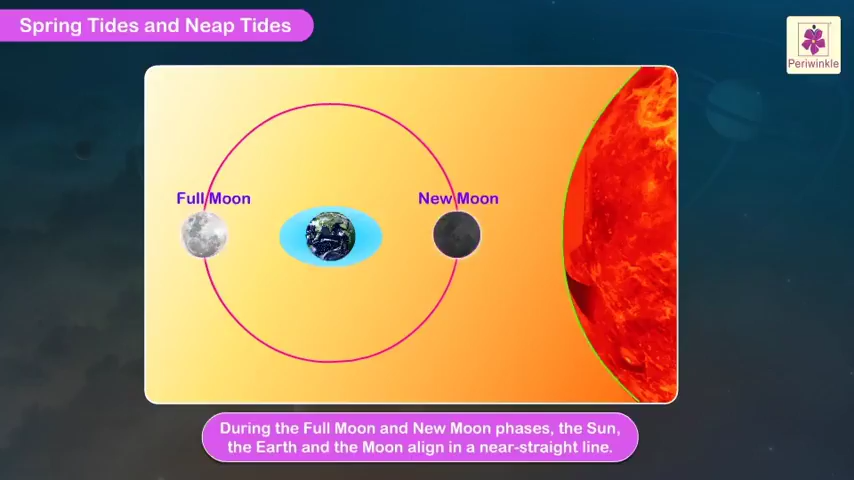 Spring Tides and Neap Tides
Periwinkle
Full Moon
New Moon
During the Full Moon and New Moon phases, the Sun,
the Earth and the Moon align in a near-straight line.